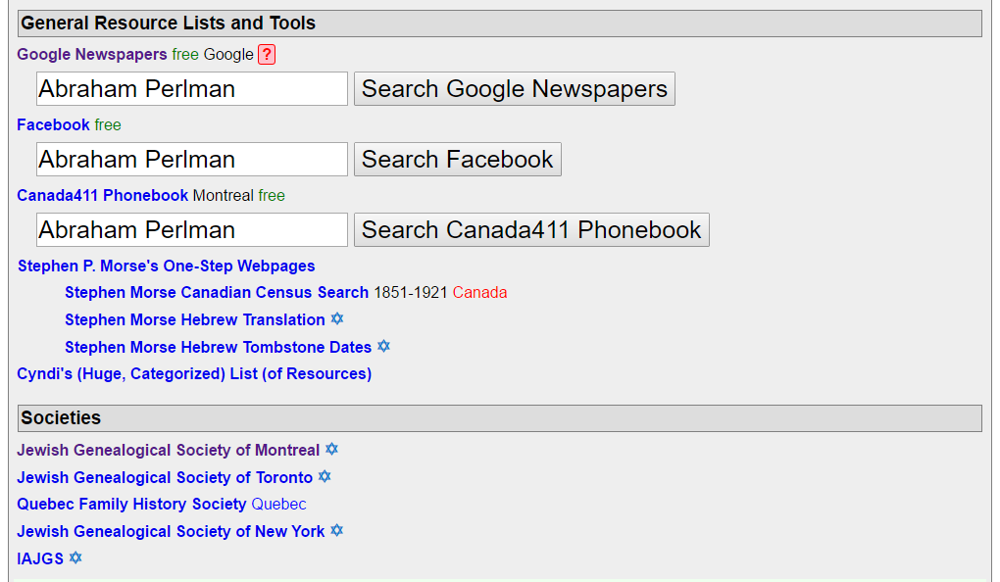 General Resource Lists and Tools
Google Newspapers free Google ?
Abraham Perlman Search Google Newspapers
Facebook free
Abraham Perlman Search Facebook
Canada411 Phonebook Montreal free
Abraham Perlman Search Canada411 Phonebook
Stephen P. Morse's One-Step Webpages
Stephen Morse Canadian Census Search 1851-1921 Canada
Stephen Morse Hebrew Translation ✡
Stephen Morse Hebrew Tombstone Dates ✡
Cyndi's (Huge, Categorized) List (of Resources)
Societies
Jewish Genealogical Society of Montreal ✡
Jewish Genealogical Society of Toronto ✡
Quebec Family History Society Quebec
Jewish Genealogical Society of New York ✡
IAJGS ✡